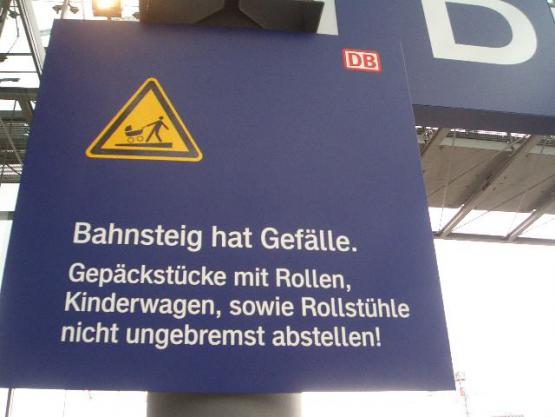 B
DB
Bahnsteig hat Gefälle.
Gepäckstücke mit Rollen,
Kinderwagen, sowie Rollstühle
nicht ungebremst abstellen!